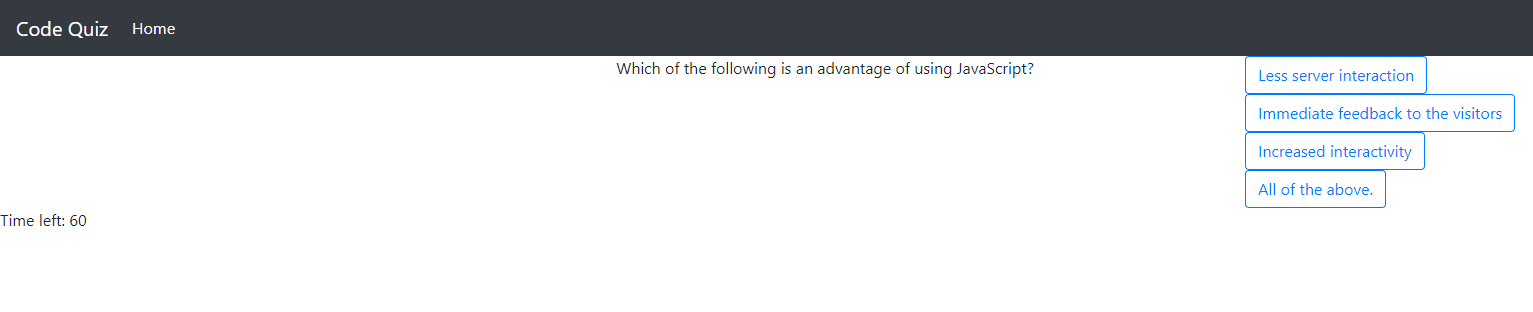 Code Quiz Home
Which of the following is an advantage of using JavaScript?
Less server interaction
Immediate feedback to the visitors
Increased interactivity
All of the above.
Time left: 60